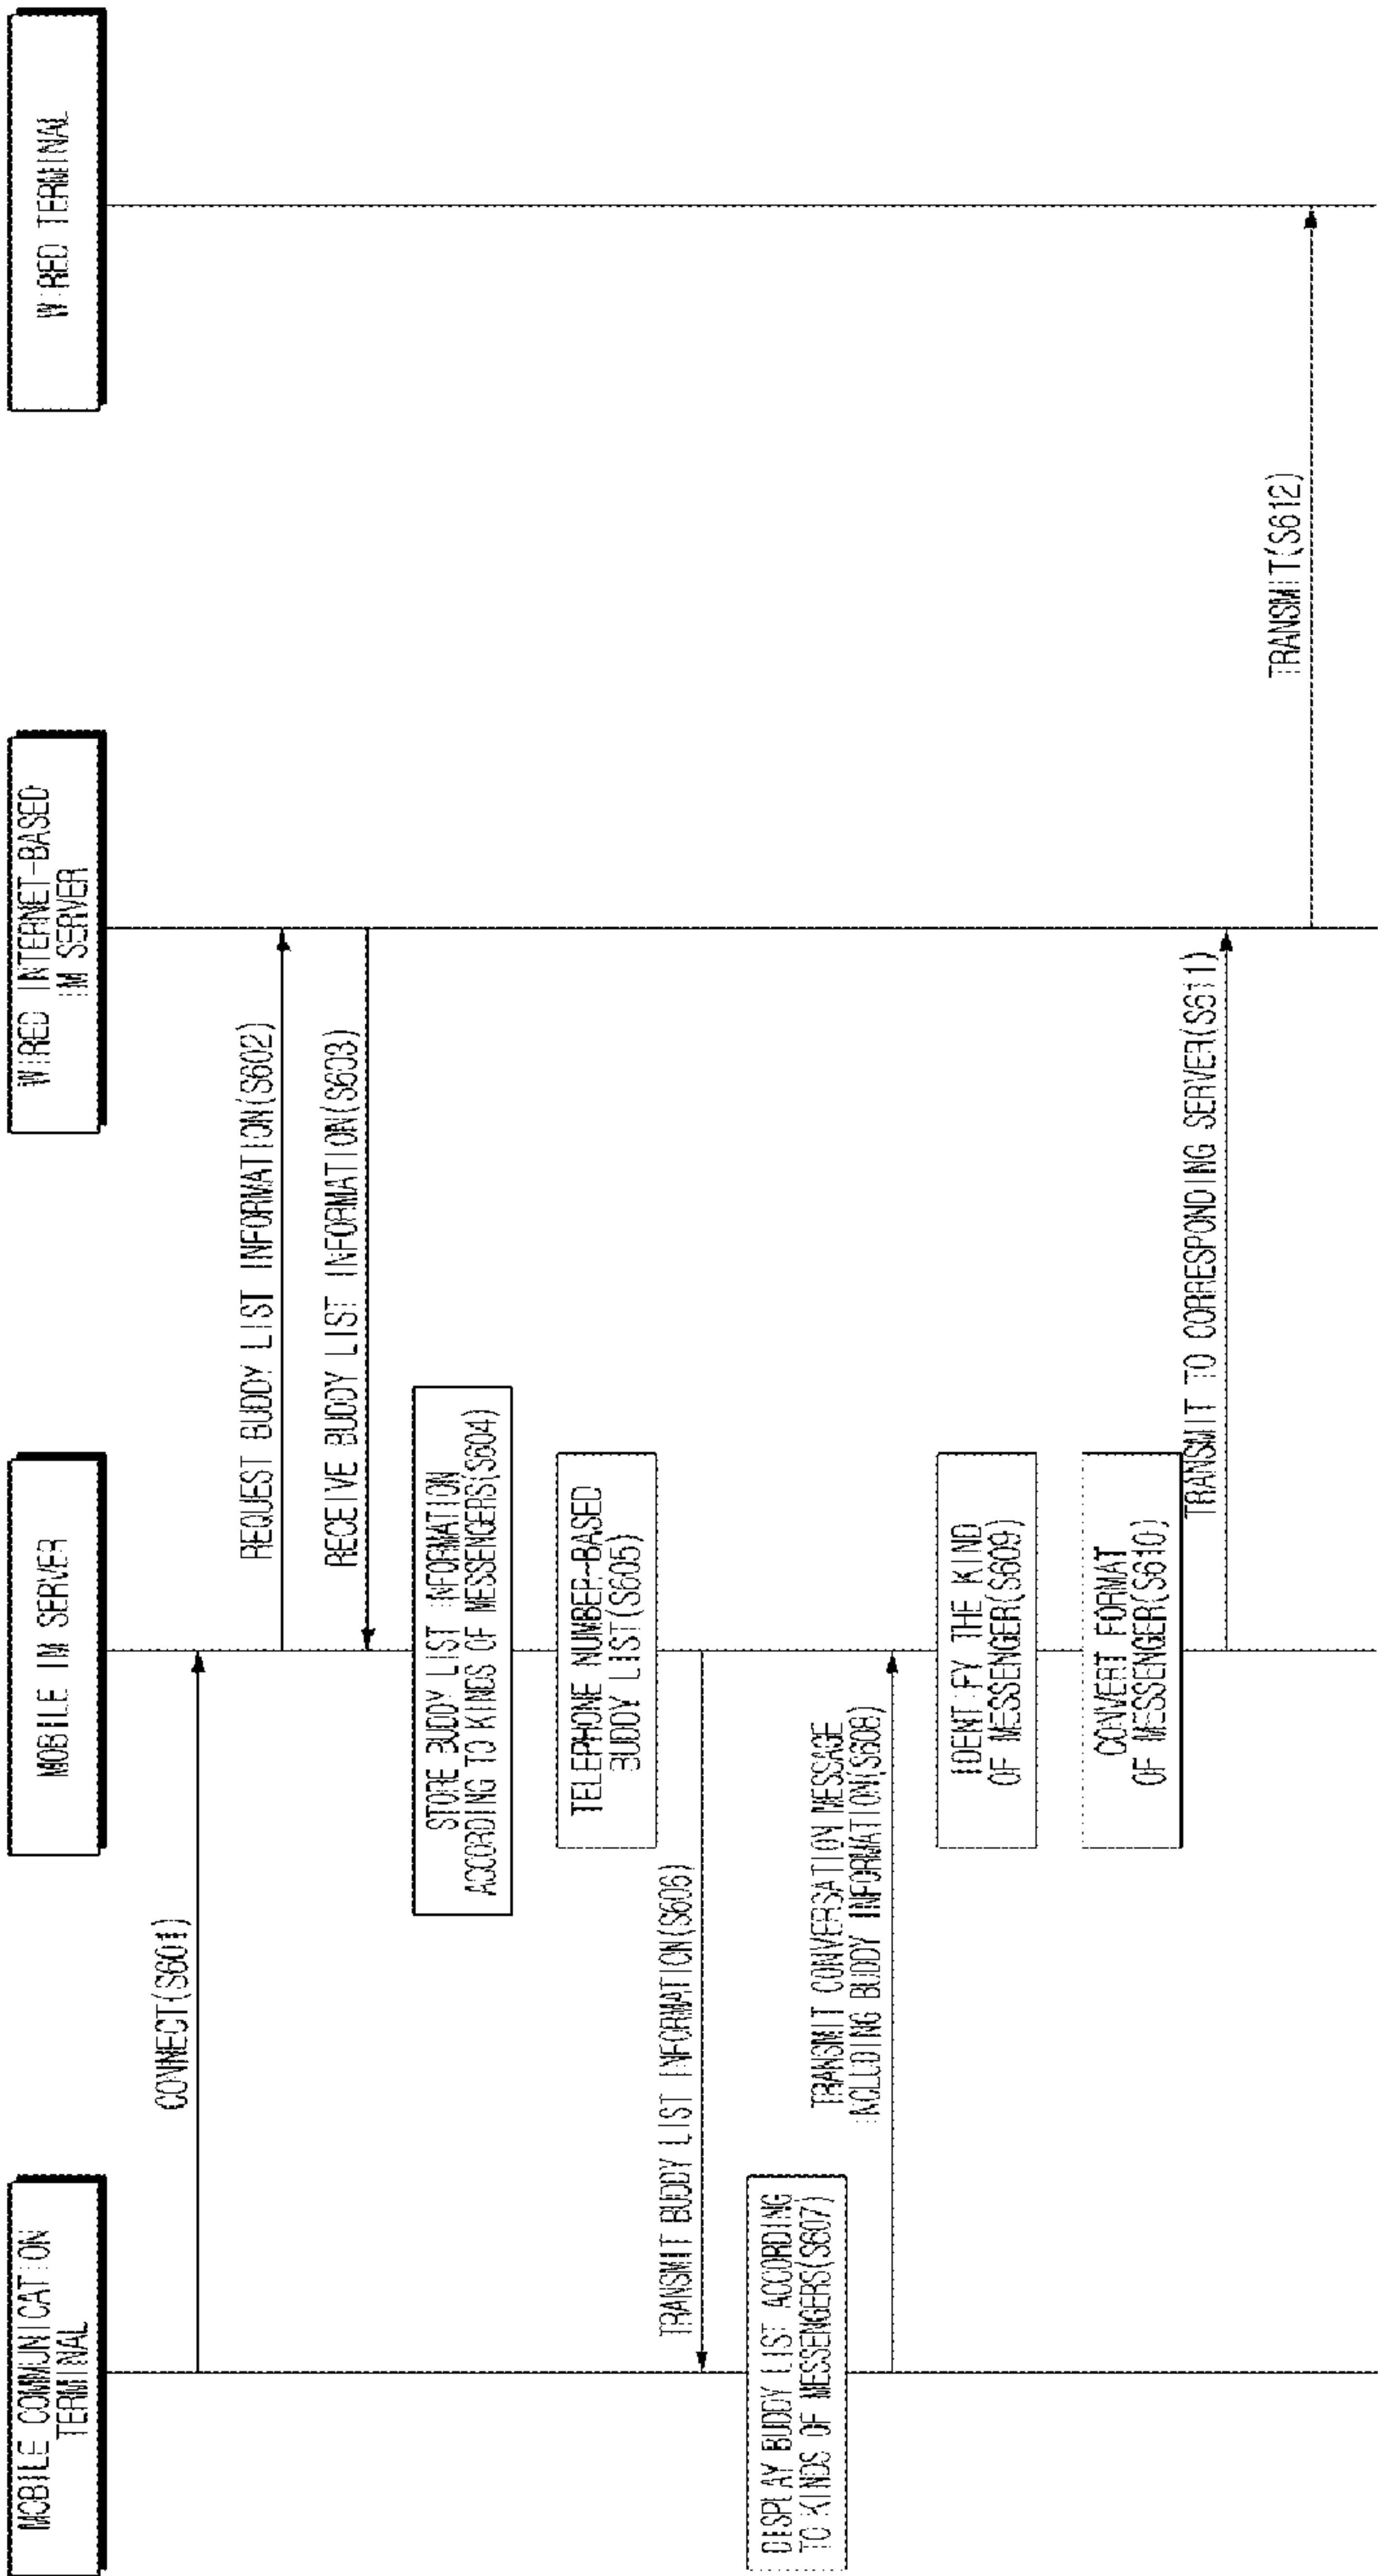 MOBILE COMMUNICATION
TERMINAL
MOBILE IM SERVER
WIRED INTERNET-BASED
IM SERVER
WIRED TERMINAL
CONNECT(S601)
REQUEST BUDDY LIST INFORMATION(S602)
RECEIVE BUDDY LIST INFORMATION(S603)
STORE BUDDY LIST INFORMATION
ACCORDING TO KINDS OF MESSENGERS(S604)
TELEPHONE NUMBER-BASED
BUDDY LIST(S605)
TRANSMIT BUDDY LIST INFORMATION(S606)
DISPLAY BUDDY LIST ACCORDING
TO KINDS OF MESSENGERS(S607)
TRANSMIT CONVERSATION MESSAGE
INCLUDING BUDDY INFORMATION(S608)
IDENTIFY THE KIND
OF MESSENGER(S609)
CONVERT FORMAT
OF MESSENGER(S610)
TRANSMIT TO CORRESPONDING SERVER(S611)
TRANSMIT(S612)